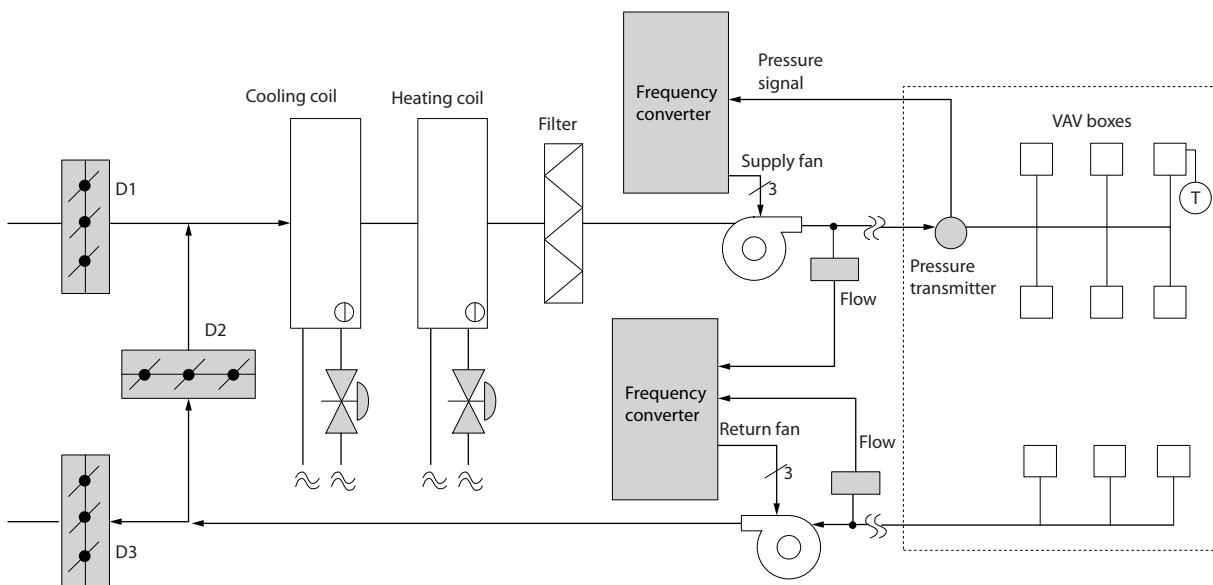 Cooling coil
Heating coil
Filter
Frequency
converter
Pressure
signal
VAV boxes
D1
Supply fan
3
T
Pressure
transmitter
Flow
D2
Frequency
converter
Return fan
3
Flow
D3